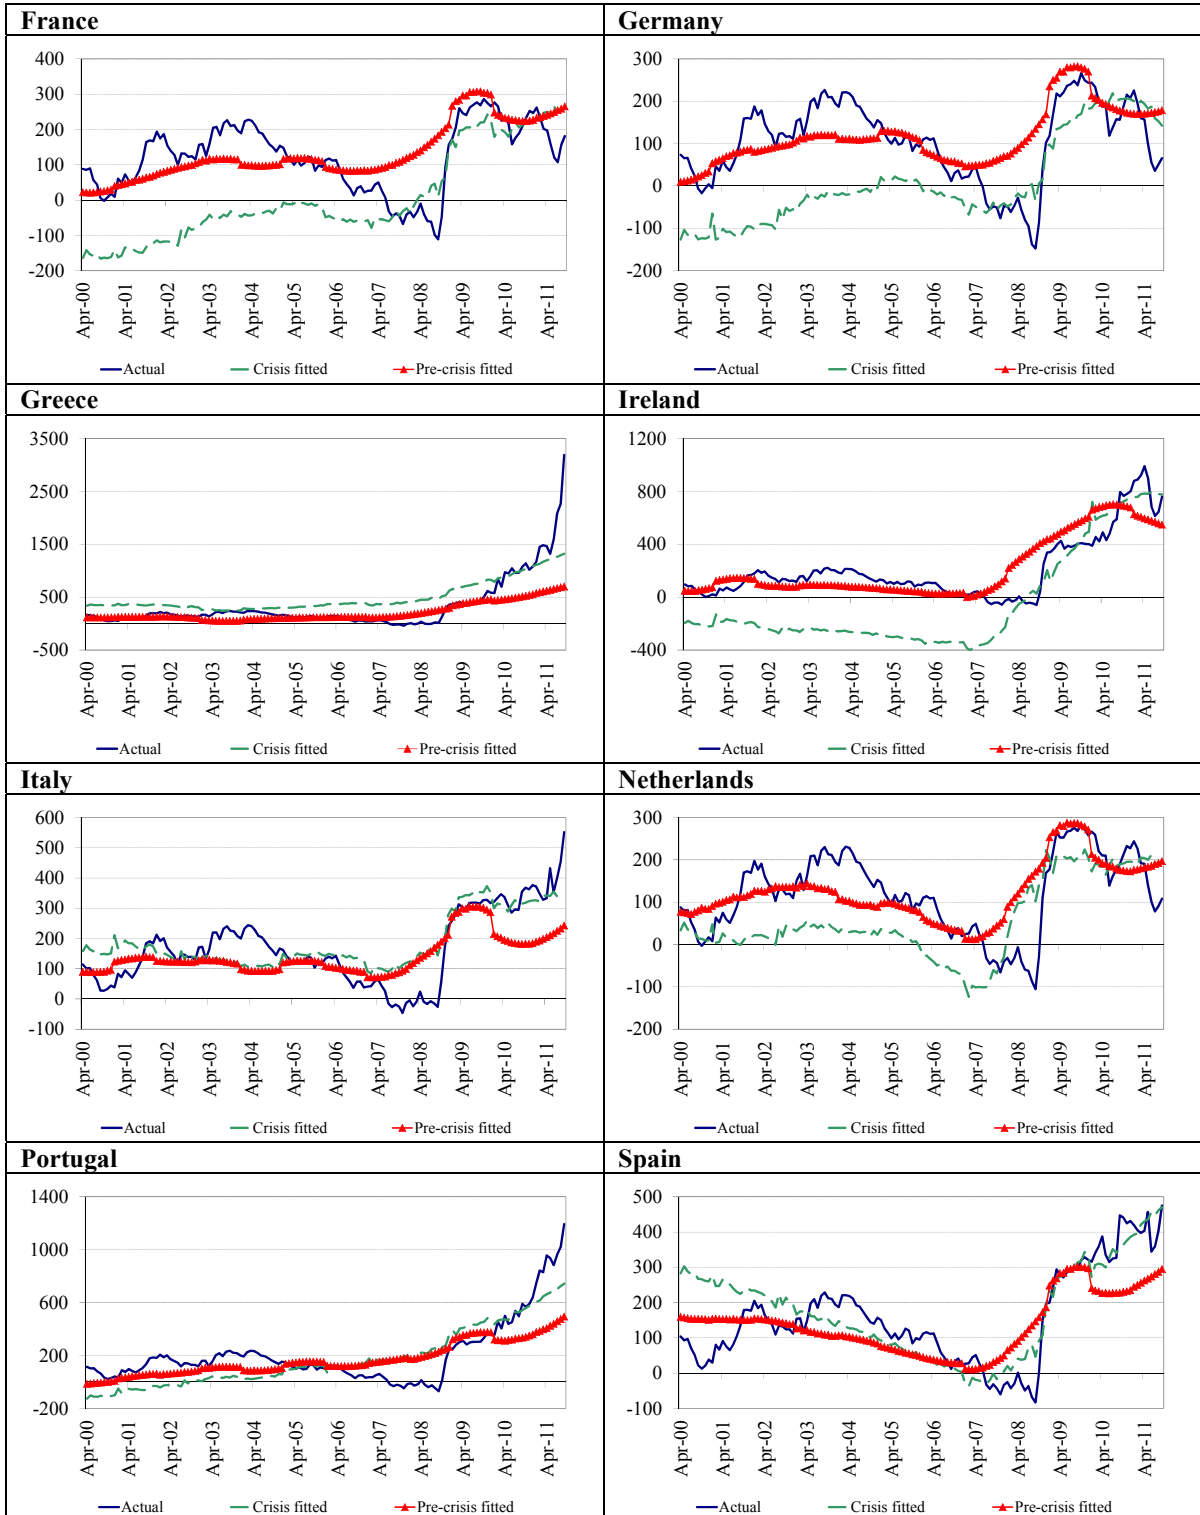 France
400
300
200
100
0
-100
-200
Apr-00
Apr-01
Apr-02
Apr-03
Apr-04
Apr-05
Apr-06
Apr-07
Apr-08
Apr-09
Apr-10
Apr-11
Actual
Crisis fitted
Pre-crisis fitted
Germany
300
200
100
0
-100
-200
Apr-00
Apr-01
Apr-02
Apr-03
Apr-04
Apr-05
Apr-06
Apr-07
Apr-08
Apr-09
Apr-10
Apr-11
Actual
Crisis fitted
Pre-crisis fitted
Greece
3500
2500
1500
500
-500
Apr-00
Apr-01
Apr-02
Apr-03
Apr-04
Apr-05
Apr-06
Apr-07
Apr-08
Apr-09
Apr-10
Apr-11
Actual
Crisis fitted
Pre-crisis fitted
Ireland
1200
800
400
0
-400
Apr-00
Apr-01
Apr-02
Apr-03
Apr-04
Apr-05
Apr-06
Apr-07
Apr-08
Apr-09
Apr-10
Apr-11
Actual
Crisis fitted
Pre-crisis fitted
Italy
600
500
400
300
200
100
0
-100
Apr-00
Apr-01
Apr-02
Apr-03
Apr-04
Apr-05
Apr-06
Apr-07
Apr-08
Apr-09
Apr-10
Apr-11
Actual
Crisis fitted
Pre-crisis fitted
Netherlands
300
200
100
0
-100
-200
Apr-00
Apr-01
Apr-02
Apr-03
Apr-04
Apr-05
Apr-06
Apr-07
Apr-08
Apr-09
Apr-10
Apr-11
Actual
Crisis fitted
Pre-crisis fitted
Portugal
1400
1000
600
200
-200
Apr-00
Apr-01
Apr-02
Apr-03
Apr-04
Apr-05
Apr-06
Apr-07
Apr-08
Apr-09
Apr-10
Apr-11
Actual
Crisis fitted
Pre-crisis fitted
Spain
500
400
300
200
100
0
-100
Apr-00
Apr-01
Apr-02
Apr-03
Apr-04
Apr-05
Apr-06
Apr-07
Apr-08
Apr-09
Apr-10
Apr-11
Actual
Crisis fitted
Pre-crisis fitted